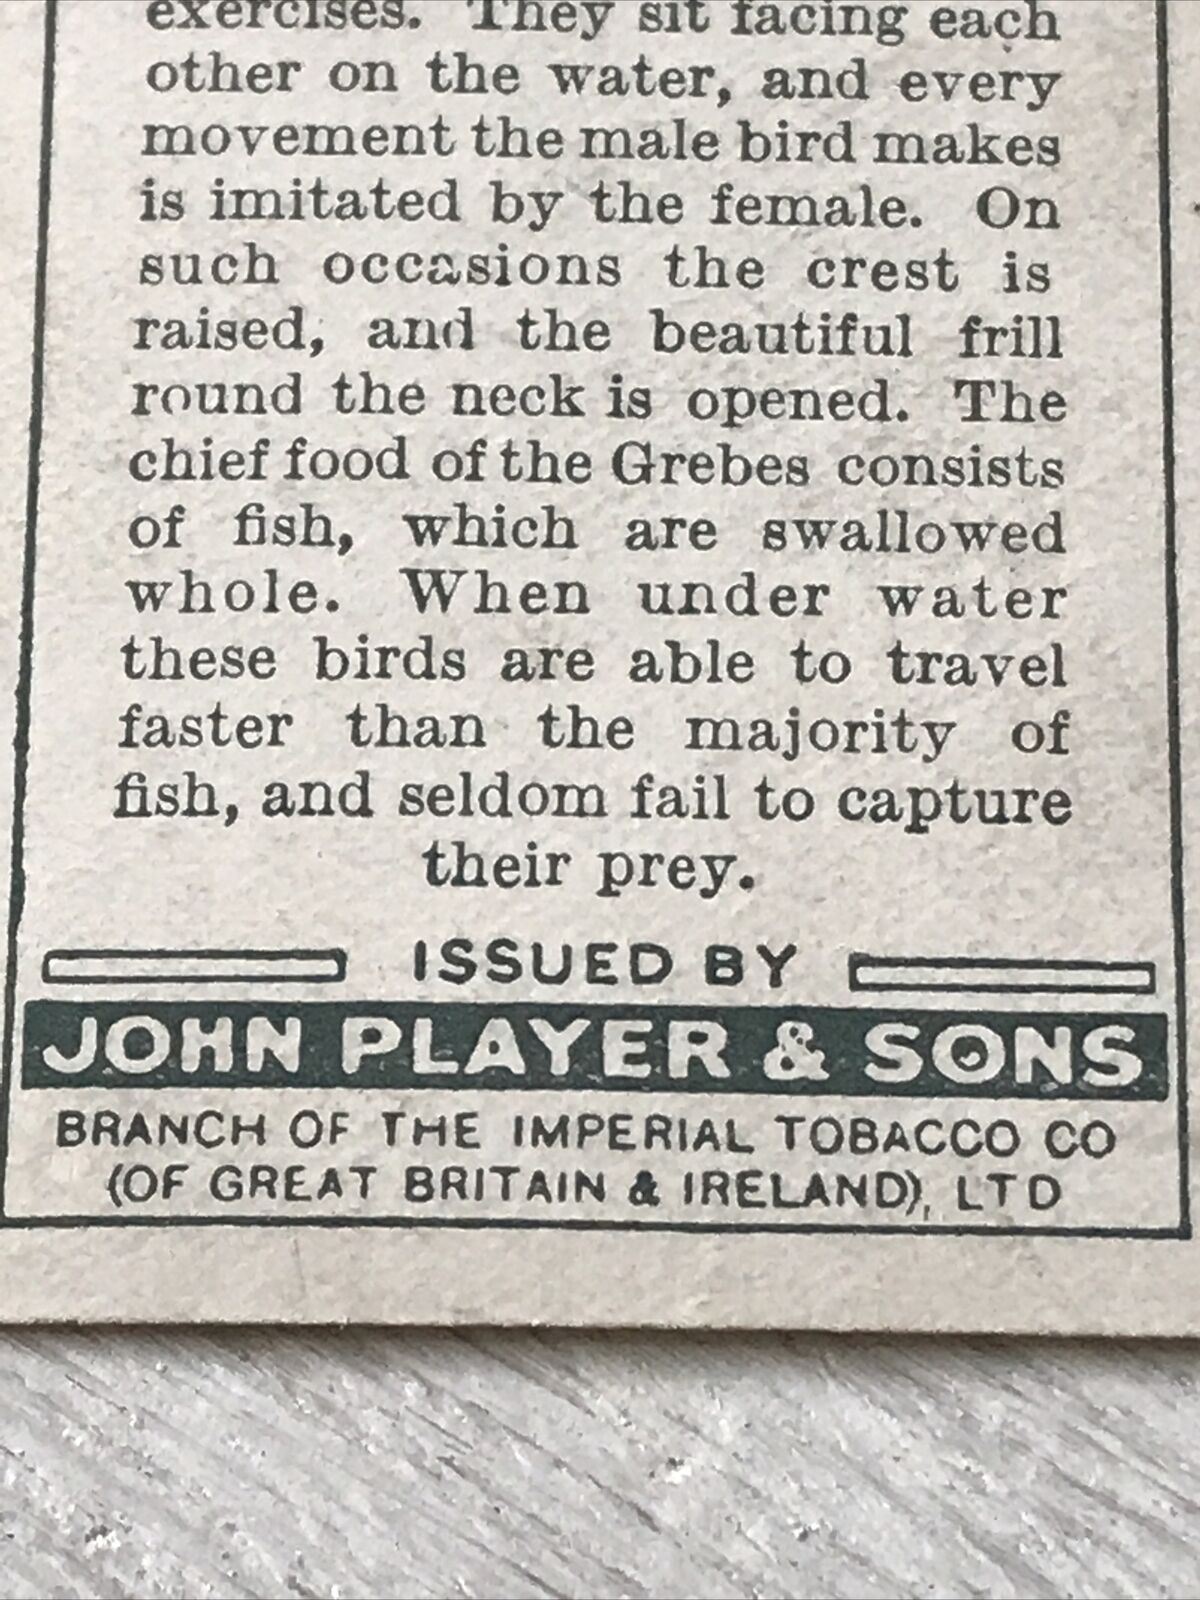 exercises. They sit facing each
other on the water, and every
movement the male bird makes
is imitated by the female. On
such occasions the crest is
raised, and the beautiful frill
round the neck is opened. The
chief food of the Grebes consists
of fish, which are swallowed
whole. When under water
these birds are able to travel
faster than the majority of
fish, and seldom fail to capture
their prey.
ISSUED BY
JOHN PLAYER & SONS
BRANCH OF THE IMPERIAL TOBACCO CO
(OF GREAT BRITAIN & IRELAND), LTD